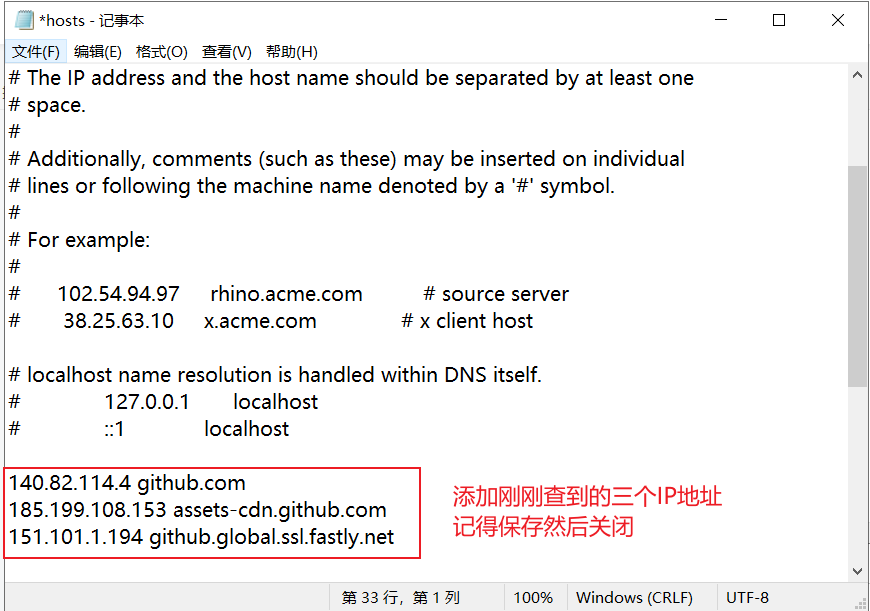 *hosts - 记事本
文件(F) 编辑(E) 格式(O) 查看(V) 帮助(H)
# The IP address and the host name should be separated by at least one
# space.
#
# Additionally, comments (such as these) may be inserted on individual
# lines or following the machine name denoted by a '#' symbol.
#
# For example:
#
# 102.54.94.97 rhino.acme.com # source server
# 38.25.63.10 x.acme.com # x client host
# localhost name resolution is handled within DNS itself.
# 127.0.0.1 localhost
# ::1 localhost
140.82.114.4 github.com
185.199.108.153 assets-cdn.github.com
151.101.1.194 github.global.ssl.fastly.net
添加刚刚查到的三个IP地址
记得保存然后关闭
第 33 行，第 1 列 100% Windows (CRLF) UTF-8